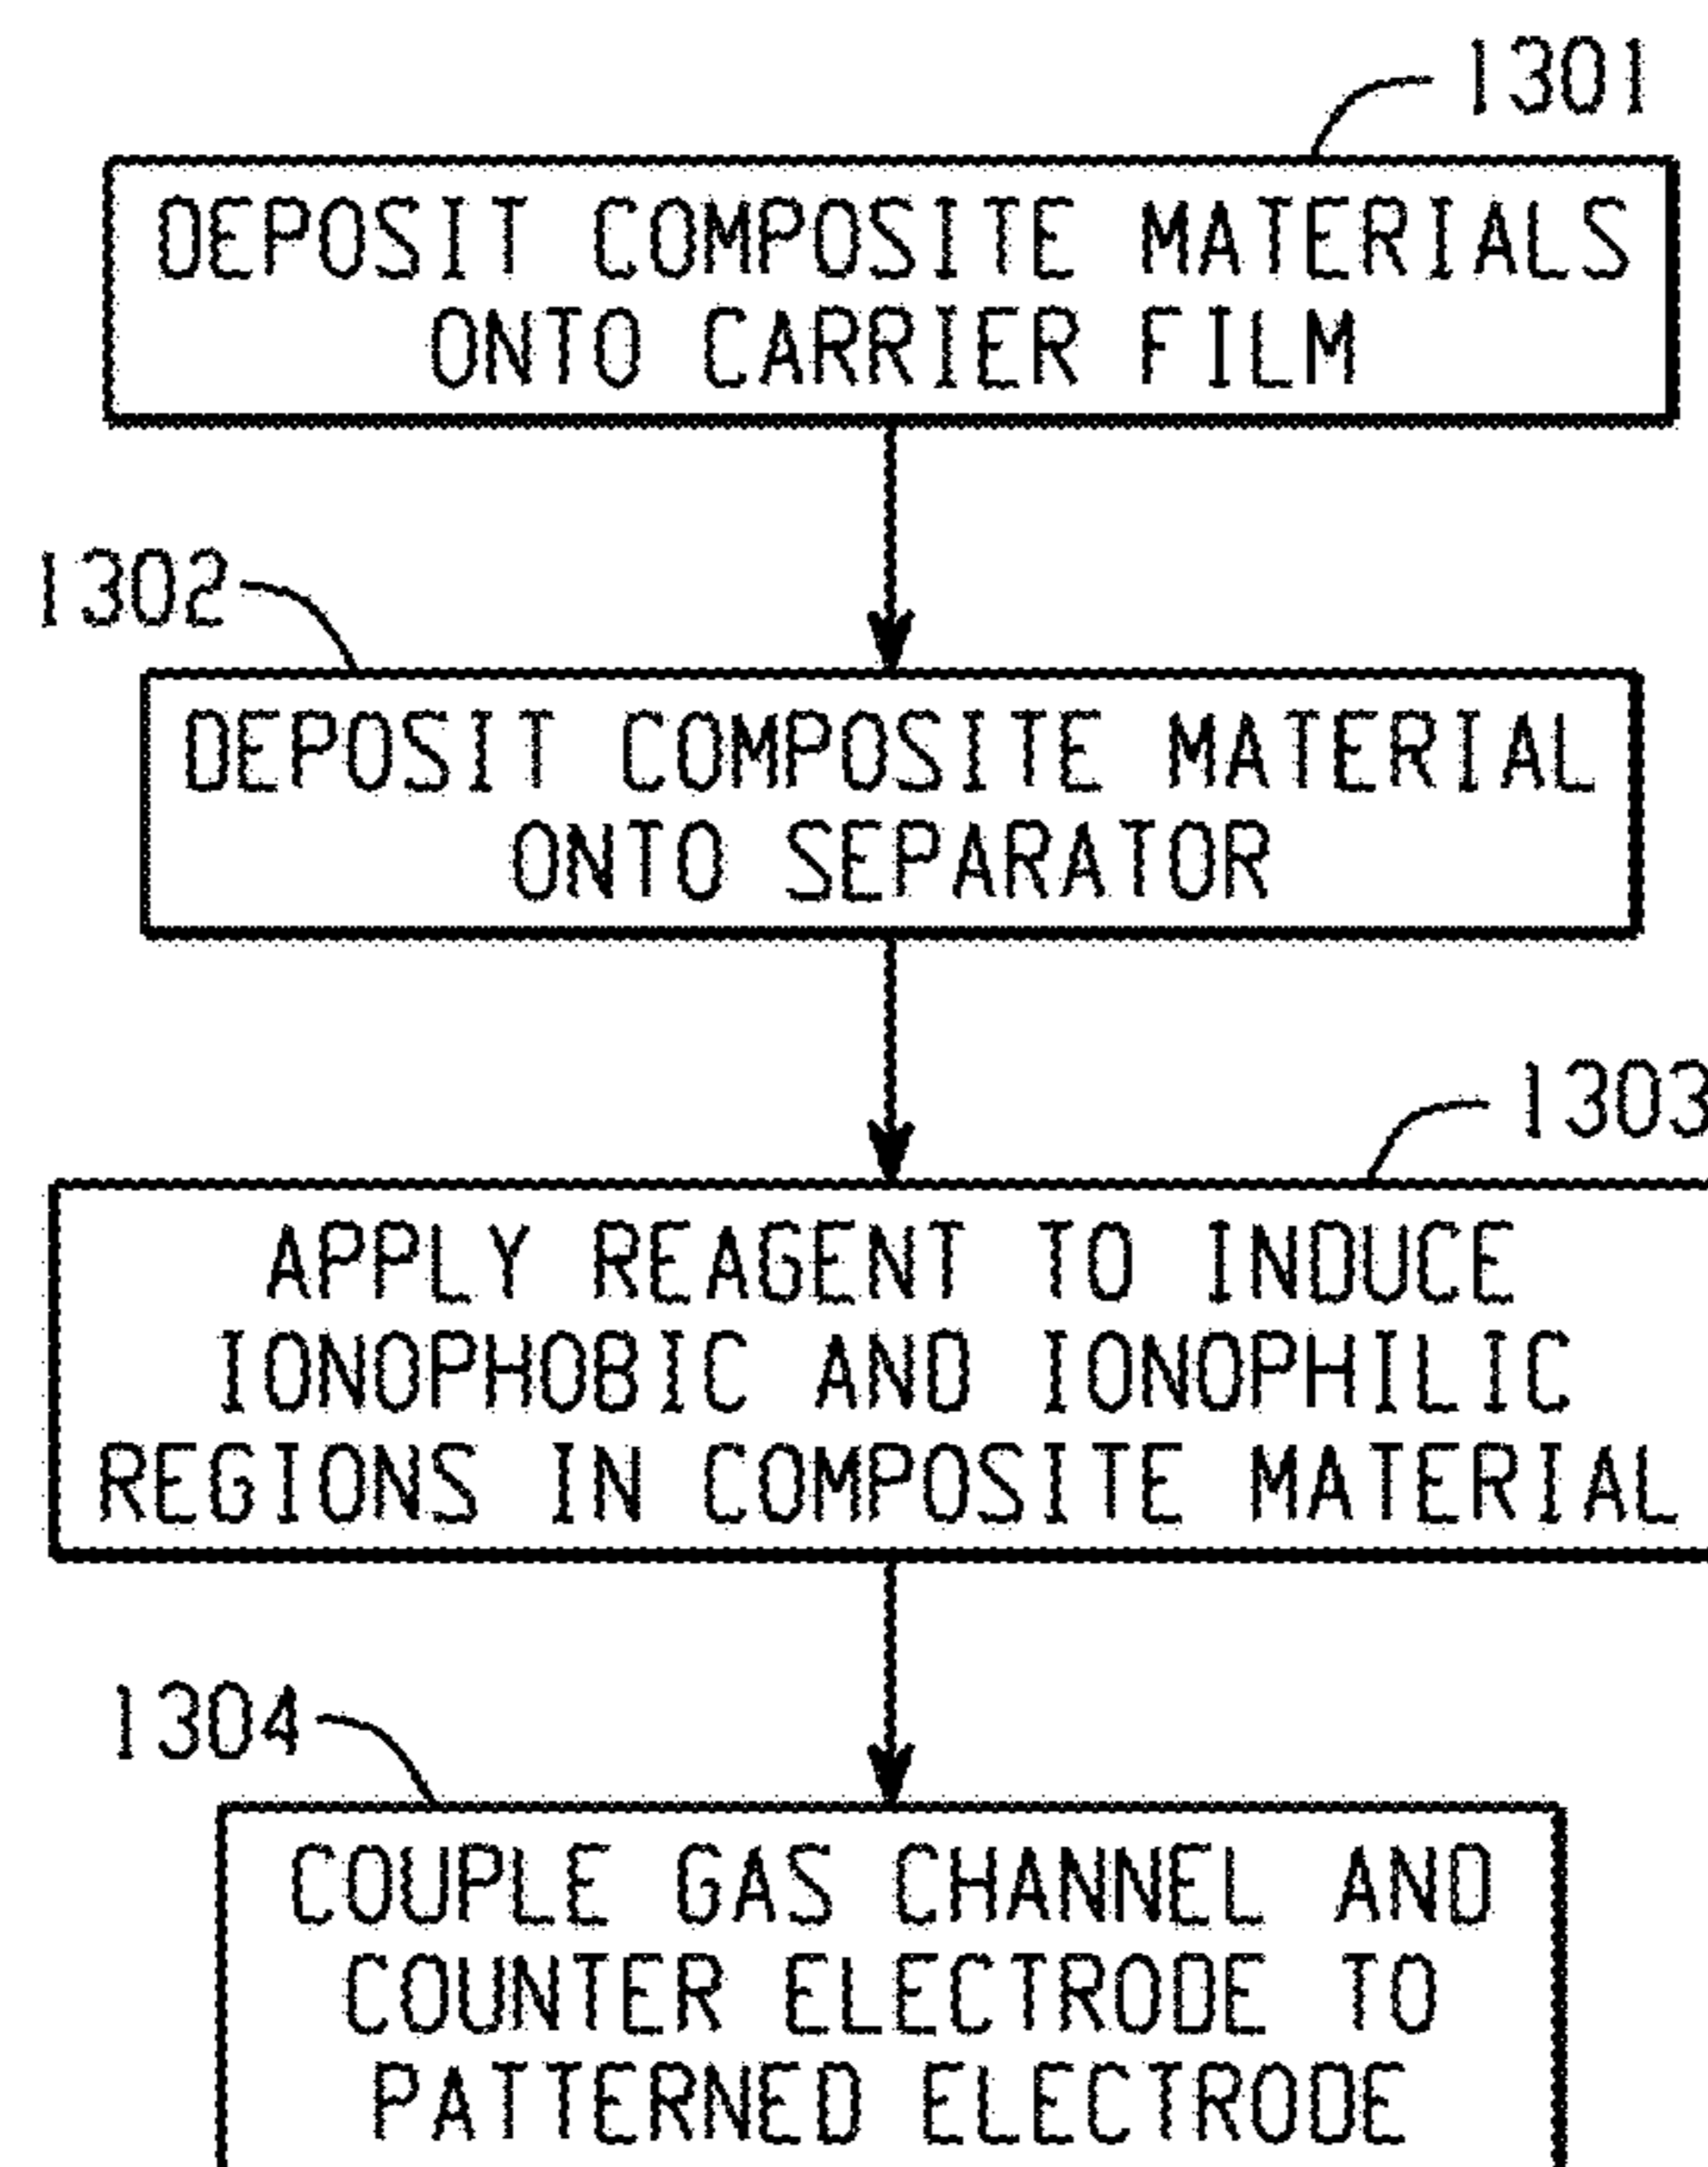 1301
DEPOSIT COMPOSITE MATERIALS
ONTO CARRIER FILM
1302
DEPOSIT COMPOSITE MATERIAL
ONTO SEPARATOR
1303
APPLY REAGENT TO INDUCE
IONOPHOBIC AND IONOPHILIC
REGIONS IN COMPOSITE MATERIAL
1304
COUPLE GAS CHANNEL AND
COUNTER ELECTRODE TO
PATTERNED ELECTRODE